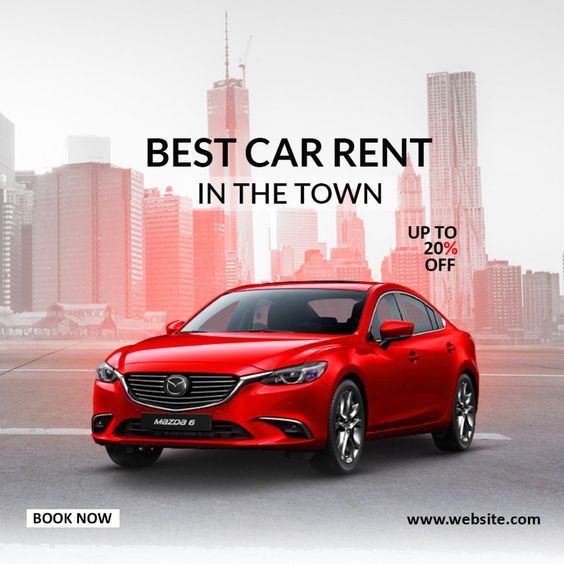 BEST CAR RENT
IN THE TOWN
UP TO
20%
OFF
MAZDA 6
BOOK NOW
www.website.com